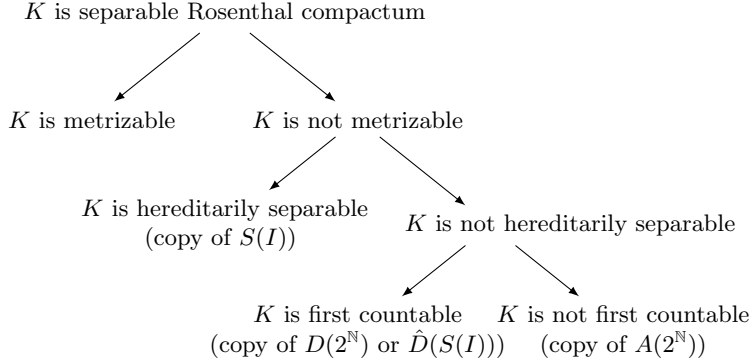 K is separable Rosenthal compactum
K is metrizable
K is not metrizable
K is hereditarily separable
(copy of S(I))
K is not hereditarily separable
K is first countable
(copy of D(2^ℕ) or D̂(S(I)))
K is not first countable
(copy of A(2^ℕ))